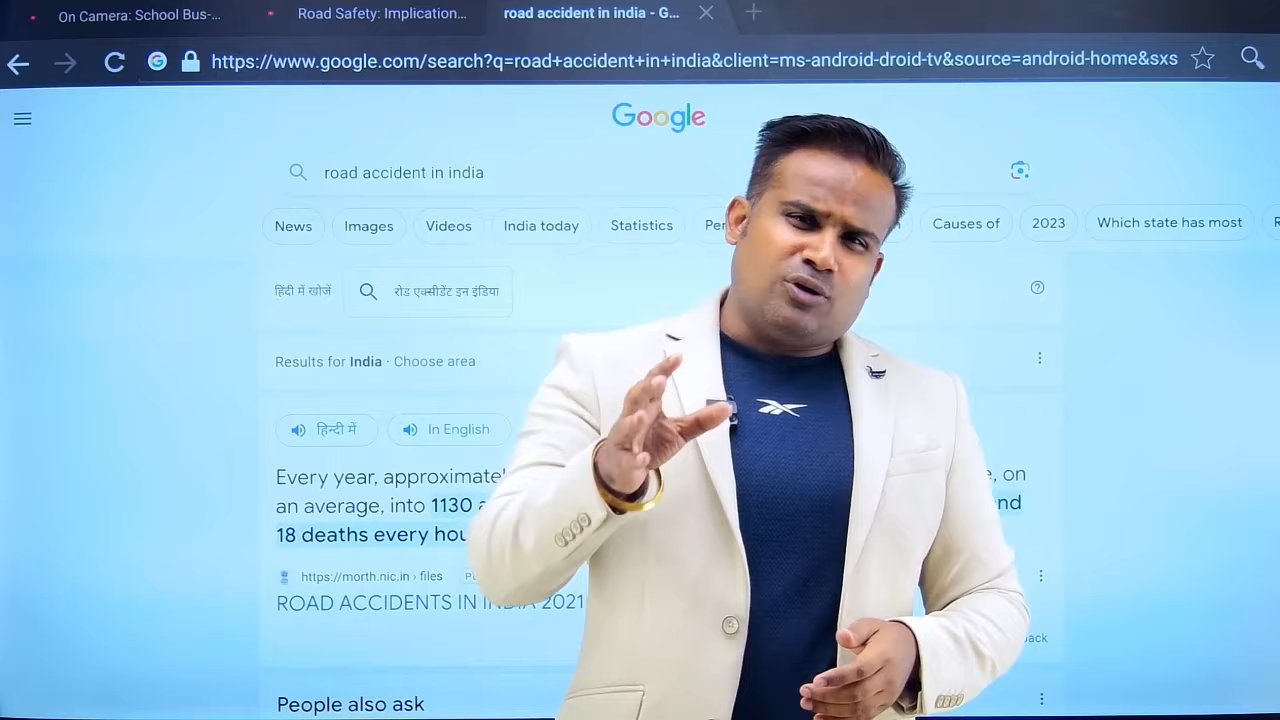 On Camera: School Bus-...
Road Safety: Implication...
road accident in india - G...
https://www.google.com/search?q=road+accident+in+india&client=ms-android-droid-tv&source=android-home&sxs
Google
road accident in india
News
Images
Videos
India today
Statistics
Causes of
2023
Which state has most
हिंदी में खोजें
रोड एक्सीडेंट इन इंडिया
Results for India · Choose area
हिन्दी में
In English
Every year, on
an average, into 1130
18 deaths every
https://morth.nic.in › files
ROAD ACCIDENTS IN INDIA 2021
People also ask